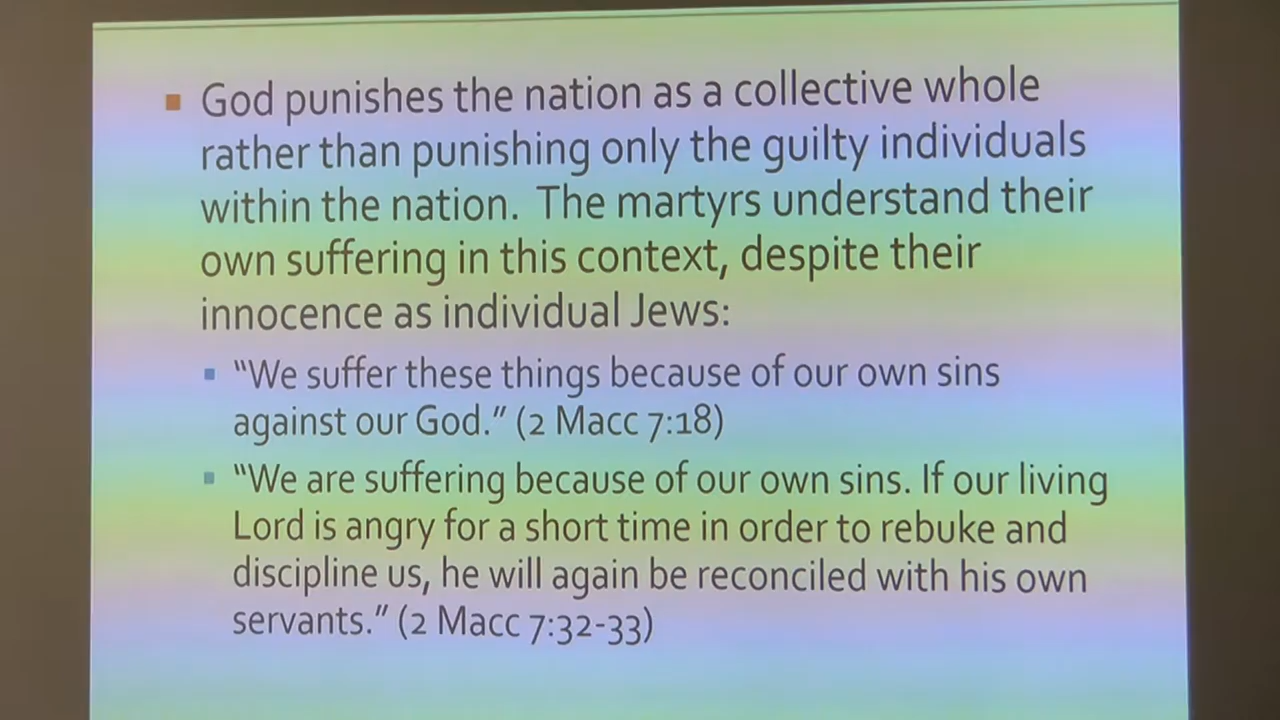 God punishes the nation as a collective whole
rather than punishing only the guilty individuals
within the nation.  The martyrs understand their
own suffering in this context, despite their
innocence as individual Jews:
"We suffer these things because of our own sins
against our God." (2 Macc 7:18)
"We are suffering because of our own sins. If our living
Lord is angry for a short time in order to rebuke and
discipline us, he will again be reconciled with his own
servants." (2 Macc 7:32-33)